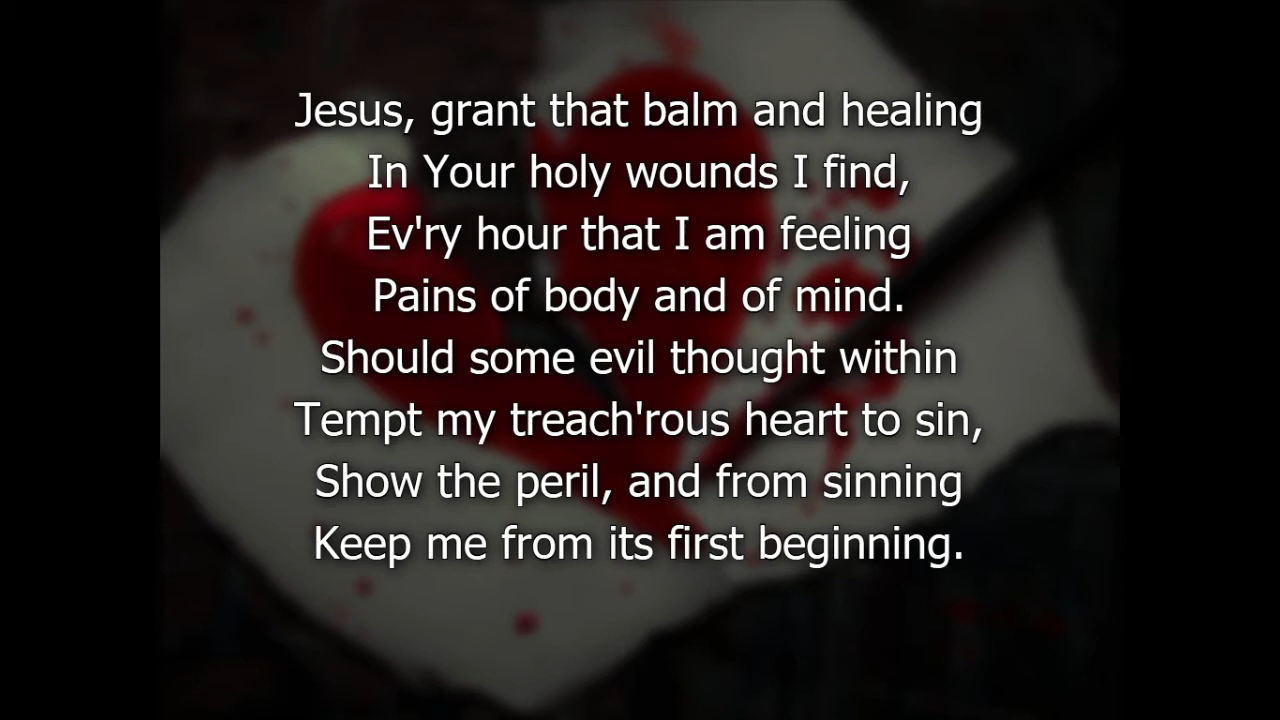 Jesus, grant that balm and healing
In Your holy wounds I find,
Ev'ry hour that I am feeling
Pains of body and of mind.
Should some evil thought within
Tempt my treach'rous heart to sin,
Show the peril, and from sinning
Keep me from its first beginning.